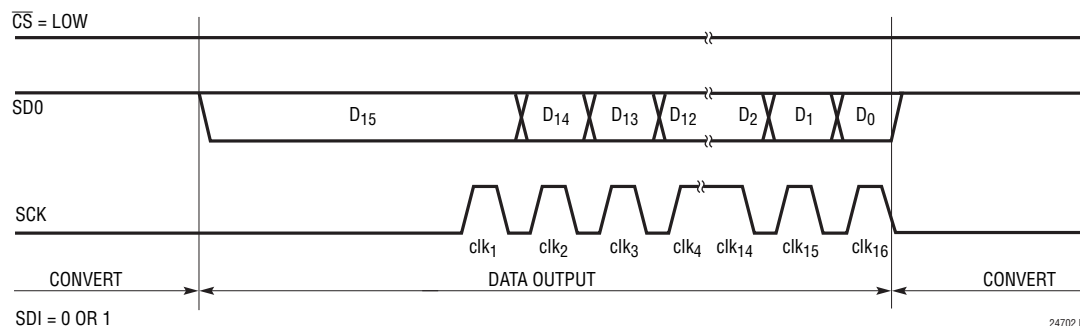 CS = LOW
SD0
D15 D14 D13 D12 D2 D1 D0
SCK
clk1 clk2 clk3 clk4 clk14 clk15 clk16
CONVERT DATA OUTPUT CONVERT
SDI = 0 OR 1
24702